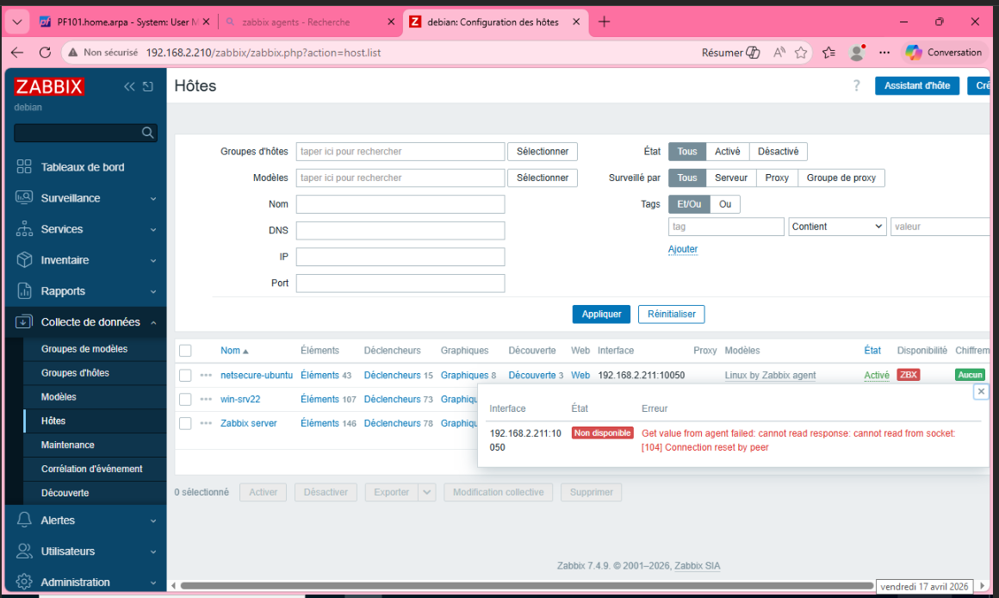 PF101.home.arpa - System: User M
zabbix agents - Recherche
debian: Configuration des hôtes
Non sécurisé 192.168.2.210/zabbix/zabbix.php?action=host.list
Résumer
Conversation
ZABBIX
debian
Tableaux de bord
Surveillance
Services
Inventaire
Rapports
Collecte de données
Groupes de modèles
Groupes d'hôtes
Modèles
Hôtes
Maintenance
Corrélation d'événement
Découverte
Alertes
Utilisateurs
Administration
Hôtes
? Assistant d'hôte Cré
Groupes d'hôtes taper ici pour rechercher Sélectionner État Tous Activé Désactivé
Modèles taper ici pour rechercher Sélectionner Surveillé par Tous Serveur Proxy Groupe de proxy
Nom Tags Et/Ou Ou
DNS tag Contient valeur
IP Ajouter
Port
Appliquer Réinitialiser
Nom Éléments Déclencheurs Graphiques Découverte Web Interface Proxy Modèles État Disponibilité Chiffrem
netsecure-ubuntu Éléments 43 Déclencheurs 15 Graphiques 8 Découverte 3 Web 192.168.2.211:10050 Linux by Zabbix agent Activé ZBX Aucun
win-srv22 Éléments 107 Déclencheurs 73 Graphiqu
Zabbix server Éléments 146 Déclencheurs 78 Graphiqu
Interface État Erreur
192.168.2.211:10 Non disponible Get value from agent failed: cannot read response: cannot read from socket:
050 [104] Connection reset by peer
0 sélectionné Activer Désactiver Exporter Modification collective Supprimer
Zabbix 7.4.9. © 2001–2026, Zabbix SIA
vendredi 17 avril 2026